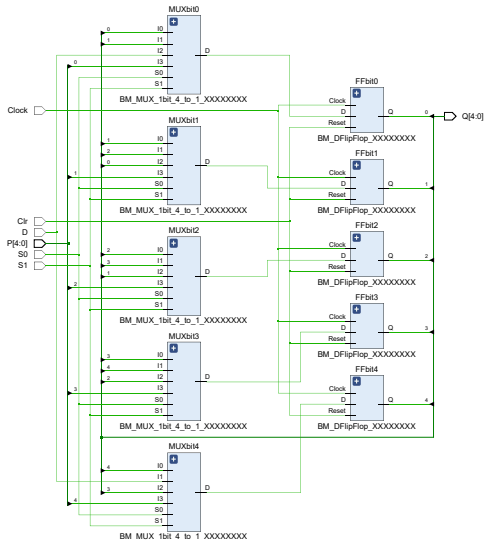 MUXbit0
0 I0
1 I1
I2
0 I3
S0
S1
O
BM_MUX_1bit_4_to_1_XXXXXXXX
FFbit0
Clock
D
Reset
Q
0
Q[4:0]
BM_DFlipFlop_XXXXXXXX
Clock
MUXbit1
1 I0
2 I1
0 I2
1 I3
S0
S1
O
BM_MUX_1bit_4_to_1_XXXXXXXX
FFbit1
Clock
D
Reset
Q
1
BM_DFlipFlop_XXXXXXXX
Clr
D
P[4:0]
S0
S1
MUXbit2
2 I0
3 I1
1 I2
2 I3
S0
S1
O
BM_MUX_1bit_4_to_1_XXXXXXXX
FFbit2
Clock
D
Reset
Q
2
BM_DFlipFlop_XXXXXXXX
MUXbit3
3 I0
4 I1
2 I2
3 I3
S0
S1
O
BM_MUX_1bit_4_to_1_XXXXXXXX
FFbit3
Clock
D
Reset
Q
3
BM_DFlipFlop_XXXXXXXX
FFbit4
Clock
D
Reset
Q
4
BM_DFlipFlop_XXXXXXXX
MUXbit4
4 I0
I1
3 I2
4 I3
S0
S1
O
BM_MUX_1bit_4_to_1_XXXXXXXX